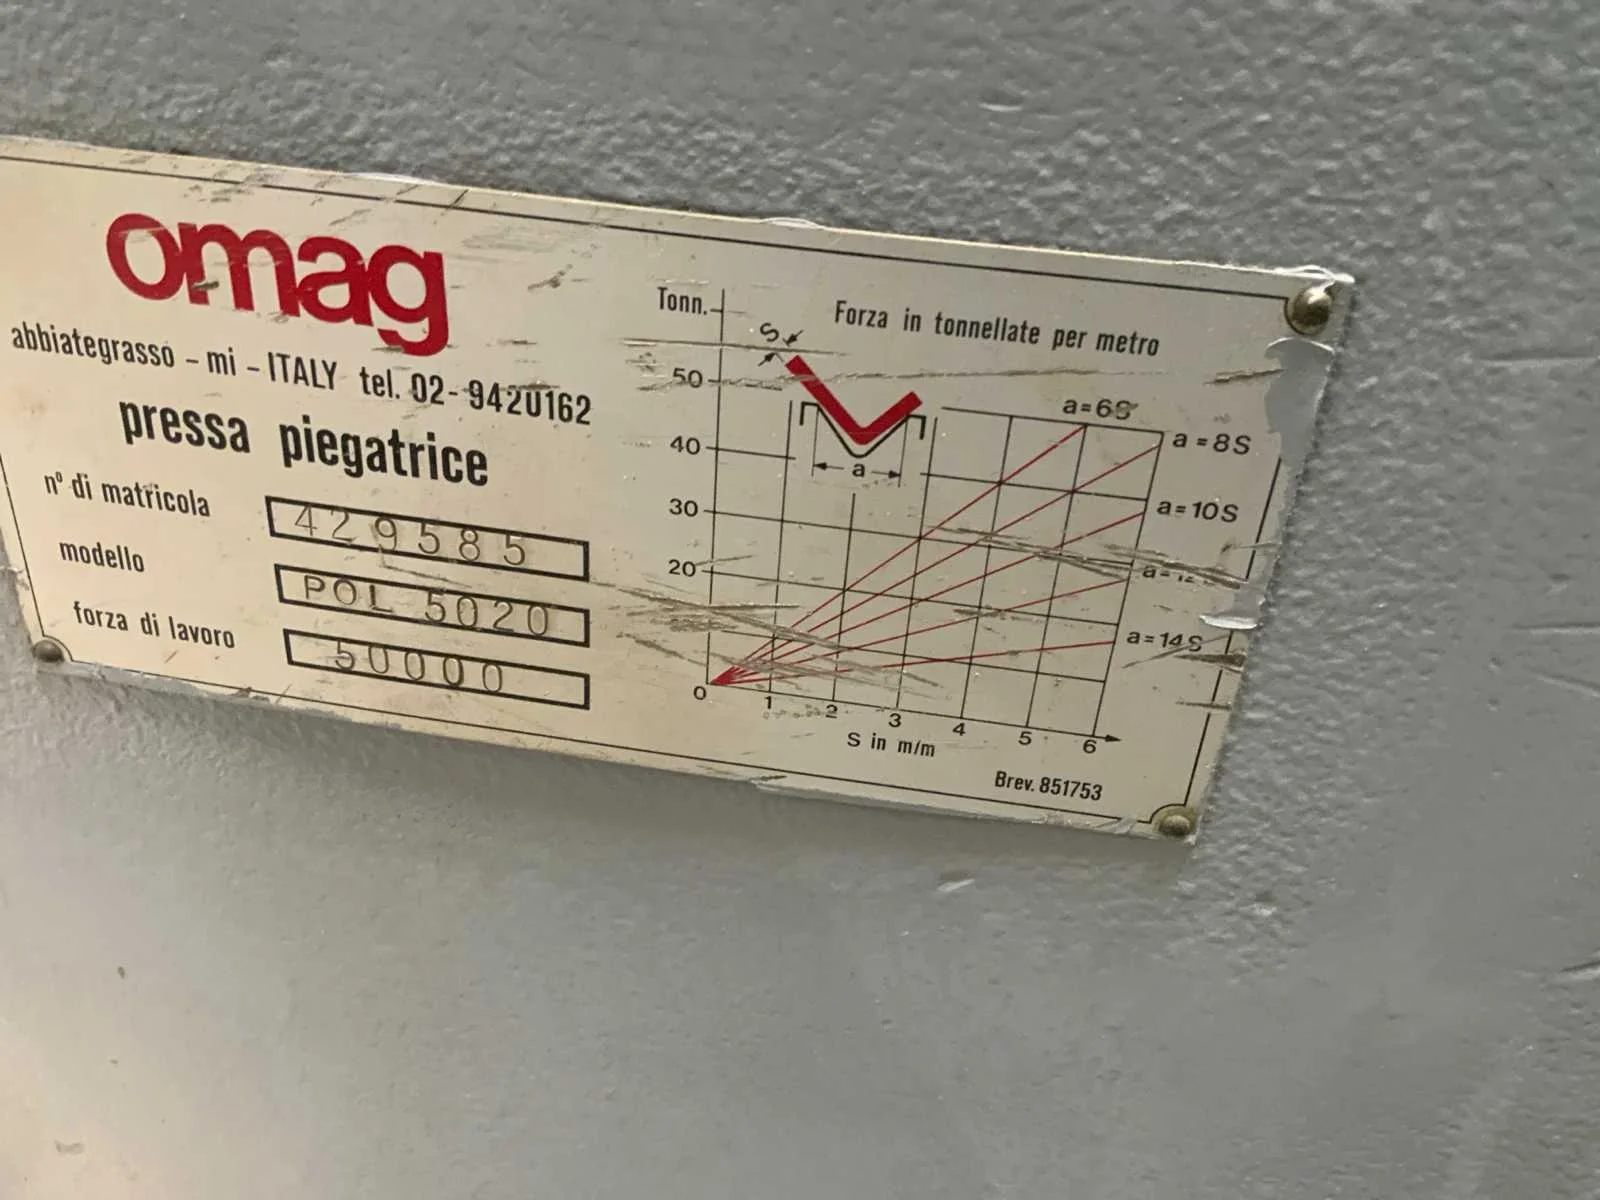 omag
abbiategrasso – mi – ITALY tel. 02-9420162
pressa piegatrice
n° di matricola 429585
modello POL 5020
forza di lavoro 50000
Tonn.
Forza in tonnellate per metro
S
50
40
30
20
0
a
a=6S
a=8S
a=10S
a=14S
1 2 3 4 5 6
S in m/m
Brev. 851753